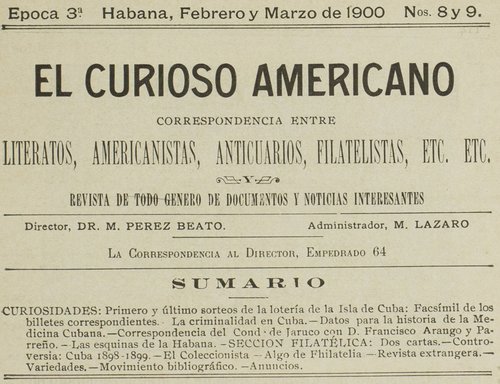 Epoca 3ª Habana, Febrero y Marzo de 1900 Nos. 8 y 9.
EL CURIOSO AMERICANO
CORRESPONDENCIA ENTRE
LITERATOS, AMERICANISTAS, ANTICUARIOS, FILATELISTAS, ETC. ETC.
Y
REVISTA DE TODO GENERO DE DOCUMENTOS Y NOTICIAS INTERESANTES
Director, DR. M. PEREZ BEATO. Administrador, M. LAZARO
LA CORRESPONDENCIA AL DIRECTOR, EMPEDRADO 64
SUMARIO
CURIOSIDADES: Primero y último sorteos de la lotería de la Isla de Cuba: Facsímil de los
billetes correspondientes.—La criminalidad en Cuba.—Datos para la historia de la Me-
dicina Cubana.—Correspondencia del Conde de Jaruco con D. Francisco Arango y Pa-
rreño.—Las esquinas de la Habana.—SECCION FILATÉLICA: Dos cartas.—Contro-
versia: Cuba 1898-1899.—El Coleccionista—Algo de Philatelia—Revista extrangera.—
Variedades.—Movimiento bibliográfico.—Anuncios.